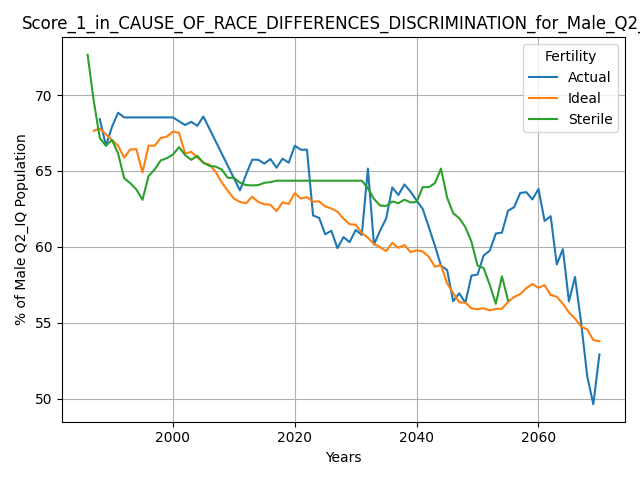 Score_1_in_CAUSE_OF_RACE_DIFFERENCES_DISCRIMINATION_for_Male_Q2_
Fertility
Actual
Ideal
Sterile
% of Male Q2_IQ Population
70
65
60
55
50
2000
2020
2040
2060
Years